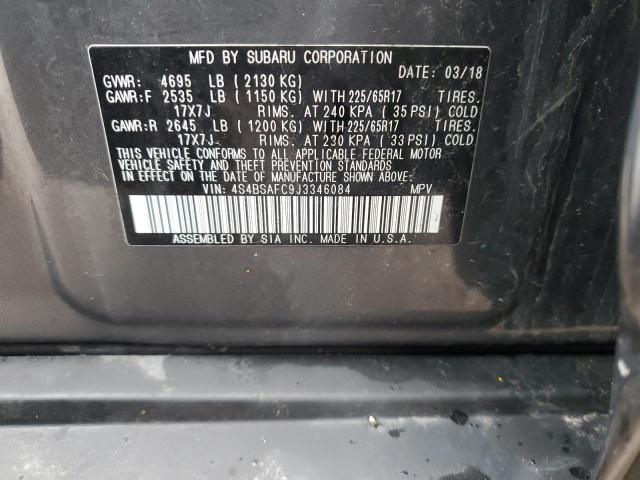 MFD BY SUBARU CORPORATION
DATE: 03/18
GVWR: 4695 LB (2130 KG)
GAWR:F 2535 LB (1150 KG) WITH 225/65R17 TIRES.
17X7J RIMS. AT 240 KPA (35 PSI) COLD
GAWR:R 2645 LB (1200 KG) WITH 225/65R17 TIRES.
17X7J RIMS. AT 230 KPA (33 PSI) COLD
THIS VEHICLE CONFORMS TO ALL APPLICABLE FEDERAL MOTOR
VEHICLE SAFETY AND THEFT PREVENTION STANDARDS
IN EFFECT ON THE DATE OF MANUFACTURE SHOWN ABOVE.
VIN: 4S4BSAFC9J3346084 MPV
ASSEMBLED BY SIA INC. MADE IN U.S.A.